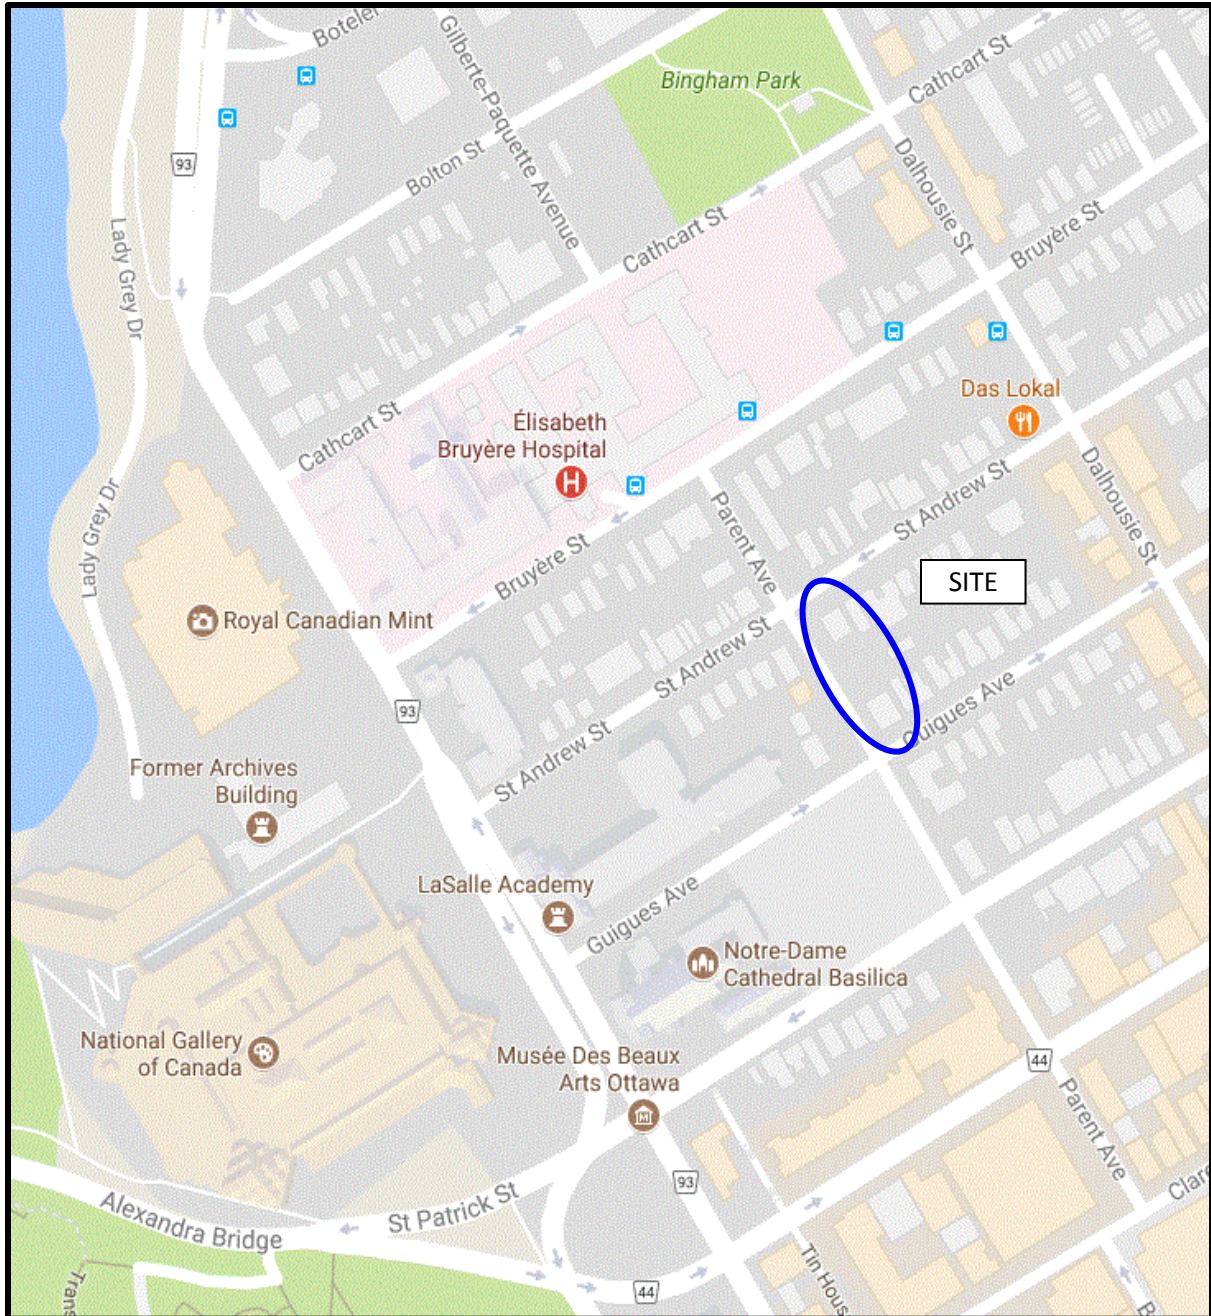 Boteler
Gilberte-Paquette Avenue
Bingham Park
Cathcart St
93
Bolton St
Dalhousie St
Lady Grey Dr
Cathcart St
Bruyère St
Das Lokal
Cathcart St
Élisabeth
Bruyère Hospital
H
Lady Grey Dr
Parent Ave
St Andrew St
Dalhousie St
Bruyère St
SITE
Royal Canadian Mint
St Andrew St
93
Guigues Ave
St Andrew St
Former Archives
Building
LaSalle Academy
Guigues Ave
Notre-Dame
Cathedral Basilica
National Gallery
of Canada
Musée Des Beaux
Arts Ottawa
M
44
Parent Ave
93
Clare
St Patrick St
Alexandra Bridge
Tin Hous
Trans
44
B